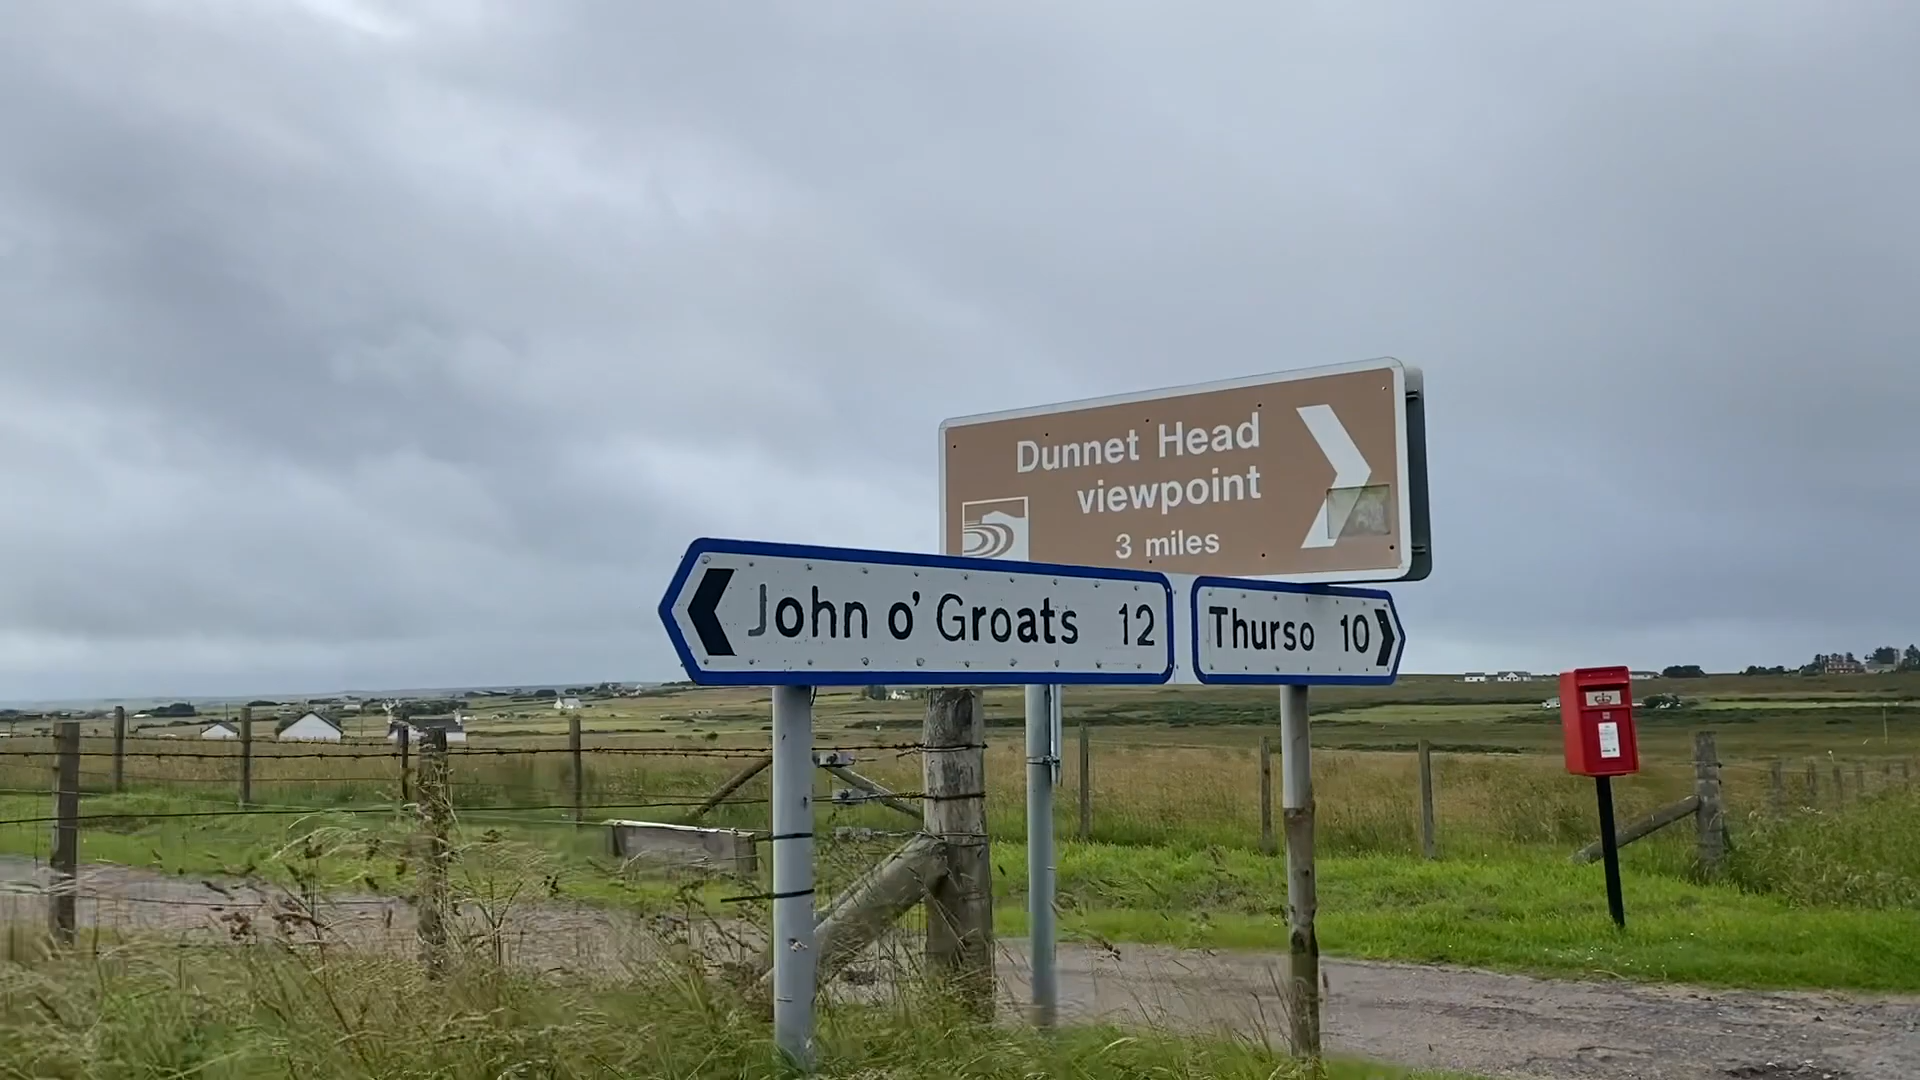 Dunnet Head
viewpoint
3 miles
John o' Groats 12
Thurso 10